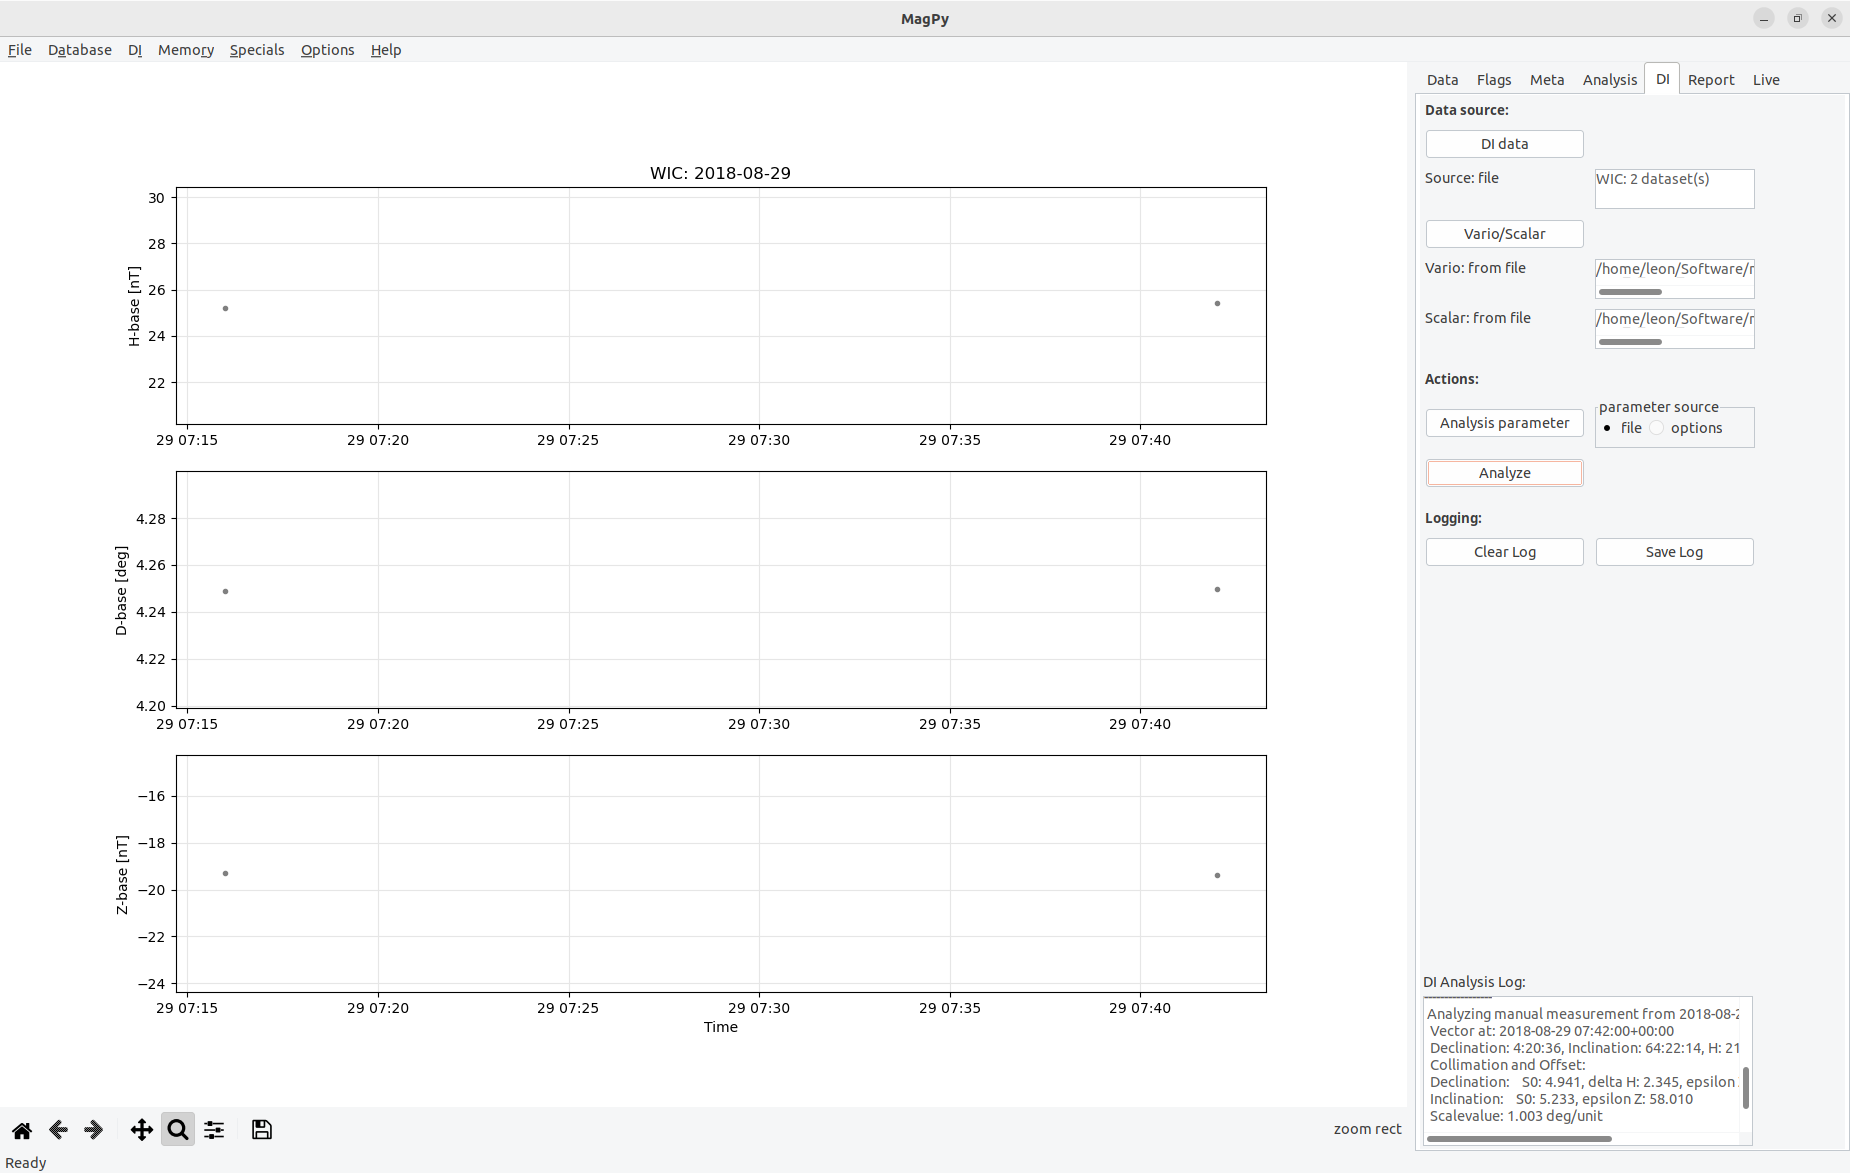 MagPy
File Database DI Memory Specials Options Help
WIC: 2018-08-29
H-base [nT]
30
28
26
24
22
29 07:15 29 07:20 29 07:25 29 07:30 29 07:35 29 07:40
D-base [deg]
4.28
4.26
4.24
4.22
4.20
29 07:15 29 07:20 29 07:25 29 07:30 29 07:35 29 07:40
Z-base [nT]
−16
−18
−20
−22
−24
29 07:15 29 07:20 29 07:25 29 07:30 29 07:35 29 07:40
Time
zoom rect
Ready
Data Flags Meta Analysis DI Report Live
Data source:
DI data
Source: file WIC: 2 dataset(s)
Vario/Scalar
Vario: from file /home/leon/Software/
Scalar: from file /home/leon/Software/
Actions:
parameter source
Analysis parameter file options
Analyze
Logging:
Clear Log Save Log
DI Analysis Log:
Analyzing manual measurement from 2018-08-
Vector at: 2018-08-29 07:42:00+00:00
Declination: 4:20:36, Inclination: 64:22:14, H: 21
Collimation and Offset:
Declination: S0: 4.941, delta H: 2.345, epsilon
Inclination: S0: 5.233, epsilon Z: 58.010
Scalevalue: 1.003 deg/unit